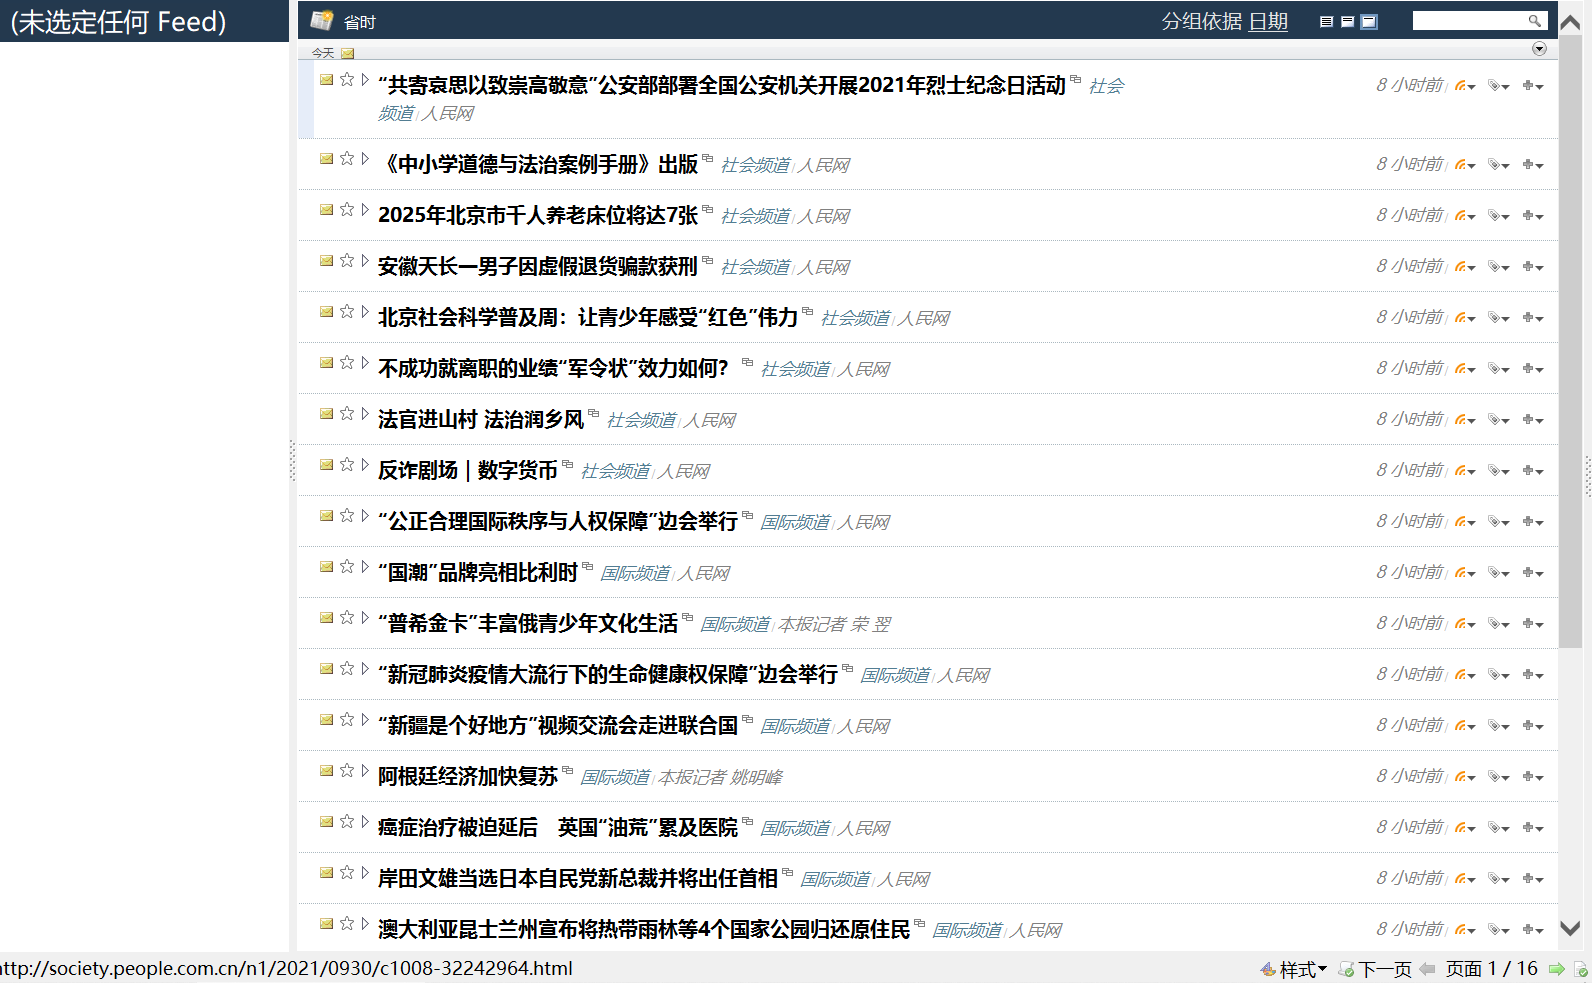 (未选定任何 Feed)
省时
分组依据 日期
今天
“共寄哀思以致崇高敬意”公安部部署全国公安机关开展2021年烈士纪念日活动 社会
频道 | 人民网 8 小时前
《中小学道德与法治案例手册》出版 社会频道 | 人民网 8 小时前
2025年北京市千人养老床位将达7张 社会频道 | 人民网 8 小时前
安徽天长一男子因虚假退货骗款获刑 社会频道 | 人民网 8 小时前
北京社会科学普及周：让青少年感受“红色”伟力 社会频道 | 人民网 8 小时前
不成功就离职的业绩“军令状”效力如何？ 社会频道 | 人民网 8 小时前
法官进山村 法治润乡风 社会频道 | 人民网 8 小时前
反诈剧场 | 数字货币 社会频道 | 人民网 8 小时前
“公正合理国际秩序与人权保障”边会举行 国际频道 | 人民网 8 小时前
“国潮”品牌亮相比利时 国际频道 | 人民网 8 小时前
“普希金卡”丰富俄青少年文化生活 国际频道 | 本报记者 荣 翌 8 小时前
“新冠肺炎疫情大流行下的生命健康权保障”边会举行 国际频道 | 人民网 8 小时前
“新疆是个好地方”视频交流会走进联合国 国际频道 | 人民网 8 小时前
阿根廷经济加快复苏 国际频道 | 本报记者 姚明峰 8 小时前
癌症治疗被迫延后　英国“油荒”累及医院 国际频道 | 人民网 8 小时前
岸田文雄当选日本自民党新总裁并将出任首相 国际频道 | 人民网 8 小时前
澳大利亚昆士兰州宣布将热带雨林等4个国家公园归还原住民 国际频道 | 人民网 8 小时前
http://society.people.com.cn/n1/2021/0930/c1008-32242964.html
样式 下一页 页面 1 / 16